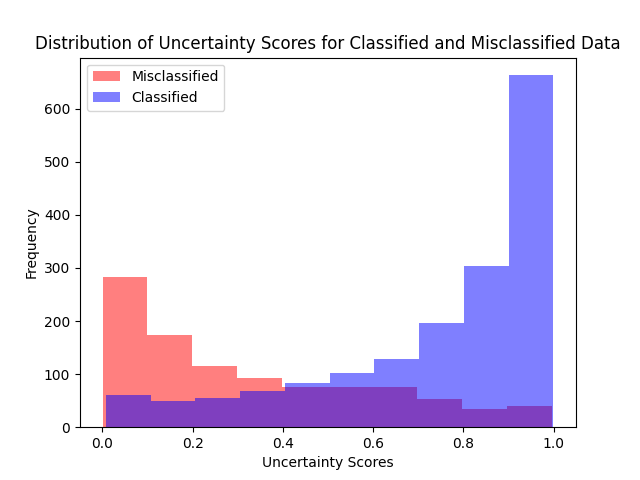 Distribution of Uncertainty Scores for Classified and Misclassified Data
Misclassified
Classified
Frequency
600
500
400
300
200
100
0
0.0 0.2 0.4 0.6 0.8 1.0
Uncertainty Scores